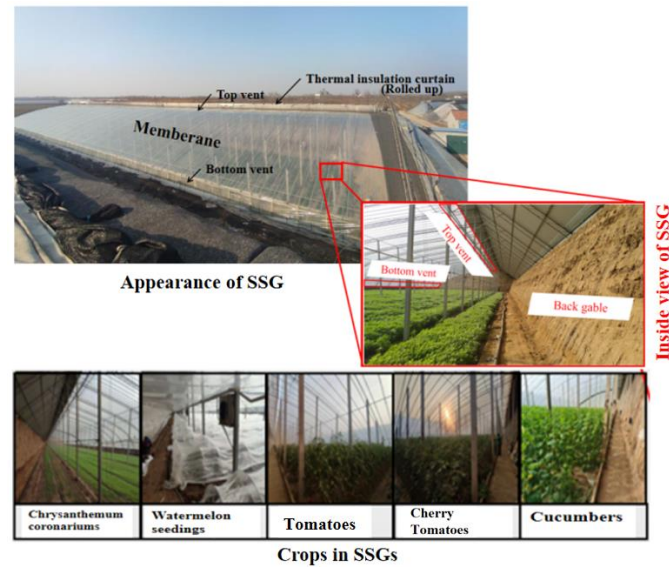 Thermal insulation curtain
(Rolled up)
Top vent
Memberane
Bottom vent
Appearance of SSG
Top vent
Bottom vent
Back gable
Inside view of SSG
Chrysanthemum
coronariums
Watermelon
seedings
Tomatoes
Cherry
Tomatoes
Cucumbers
Crops in SSGs